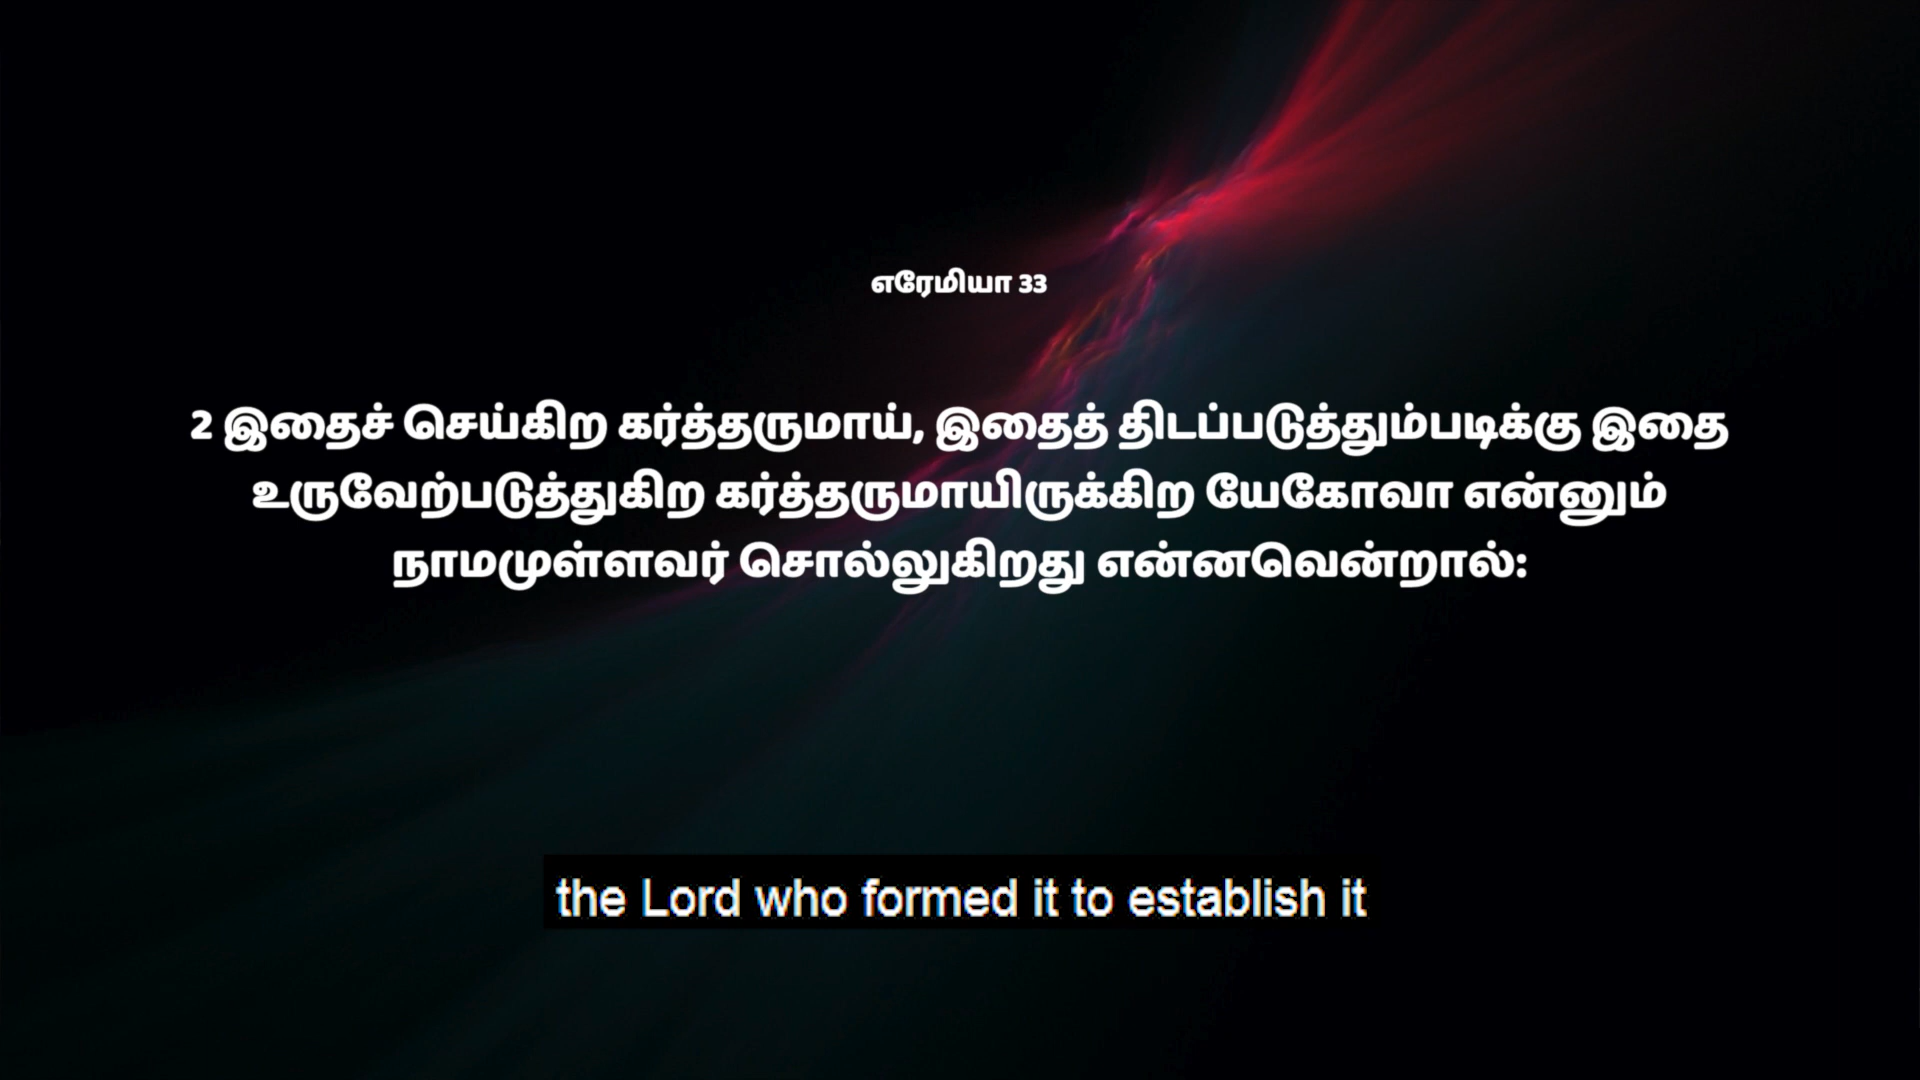 எரேமியா 33
2 இதைச் செய்கிற கர்த்தருமாய், இதைத் திடப்படுத்தும்படிக்கு இதை
உருவேற்படுத்துகிற கர்த்தருமாயிருக்கிற யேகோவா என்னும்
நாமமுள்ளவர் சொல்லுகிறது என்னவென்றால்:
the Lord who formed it to establish it